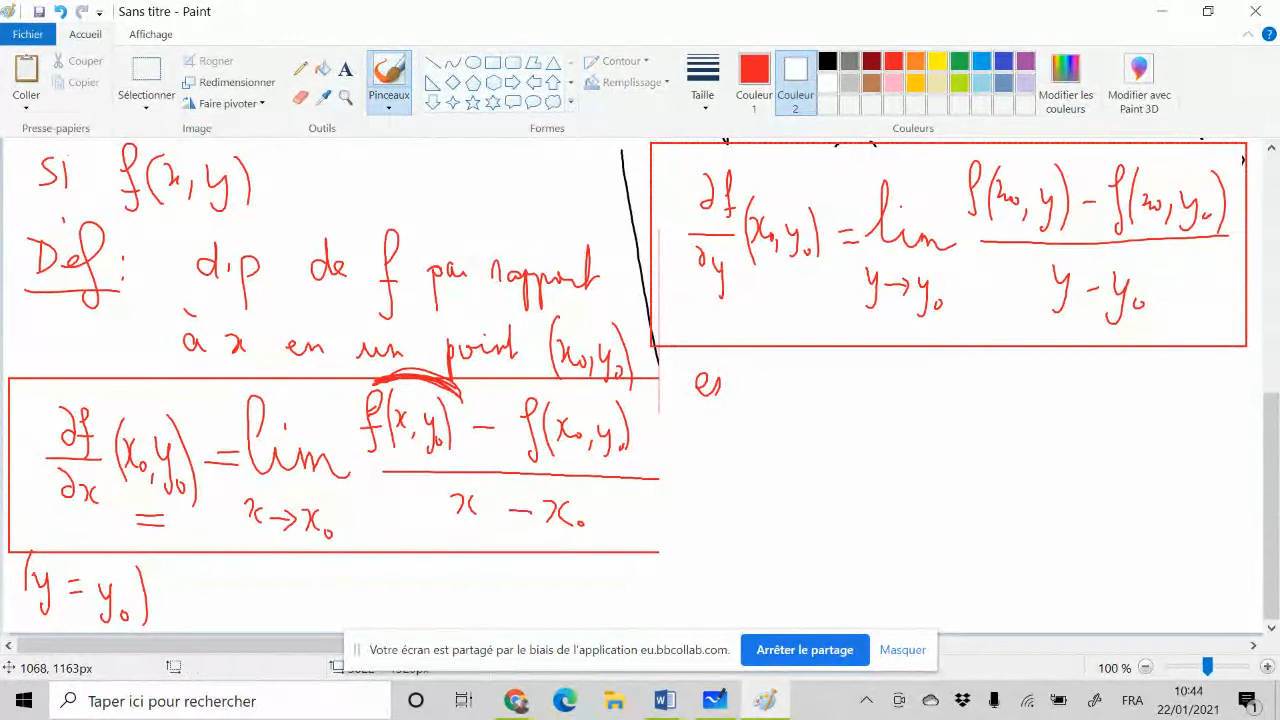 Sans titre - Paint
Fichier Accueil Affichage
Coller
Couper
Copier
Presse-papiers
Sélectionner
Rogner
Redimensionner
Faire pivoter
Image
A
Pinceaux
Outils
Contour
Remplissage
Formes
Taille
Couleur 1
Couleur 2
Modifier les couleurs
Modifier avec Paint 3D
Couleurs
Si f(x, y)
Def : d.p de f par rapport
à x en un point (x₀, y₀)
∂f/∂x (x₀, y₀) = lim x→x₀ (f(x, y₀) - f(x₀, y₀)) / (x - x₀)
(y = y₀)
∂f/∂y (x₀, y₀) = lim y→y₀ (f(x₀, y) - f(x₀, y₀)) / (y - y₀)
Votre écran est partagé par le biais de l'application eu.bbcollab.com. Arrêter le partage Masquer
1068, 1163px 100 %
Taper ici pour rechercher
FRA
10:44
22/01/2021